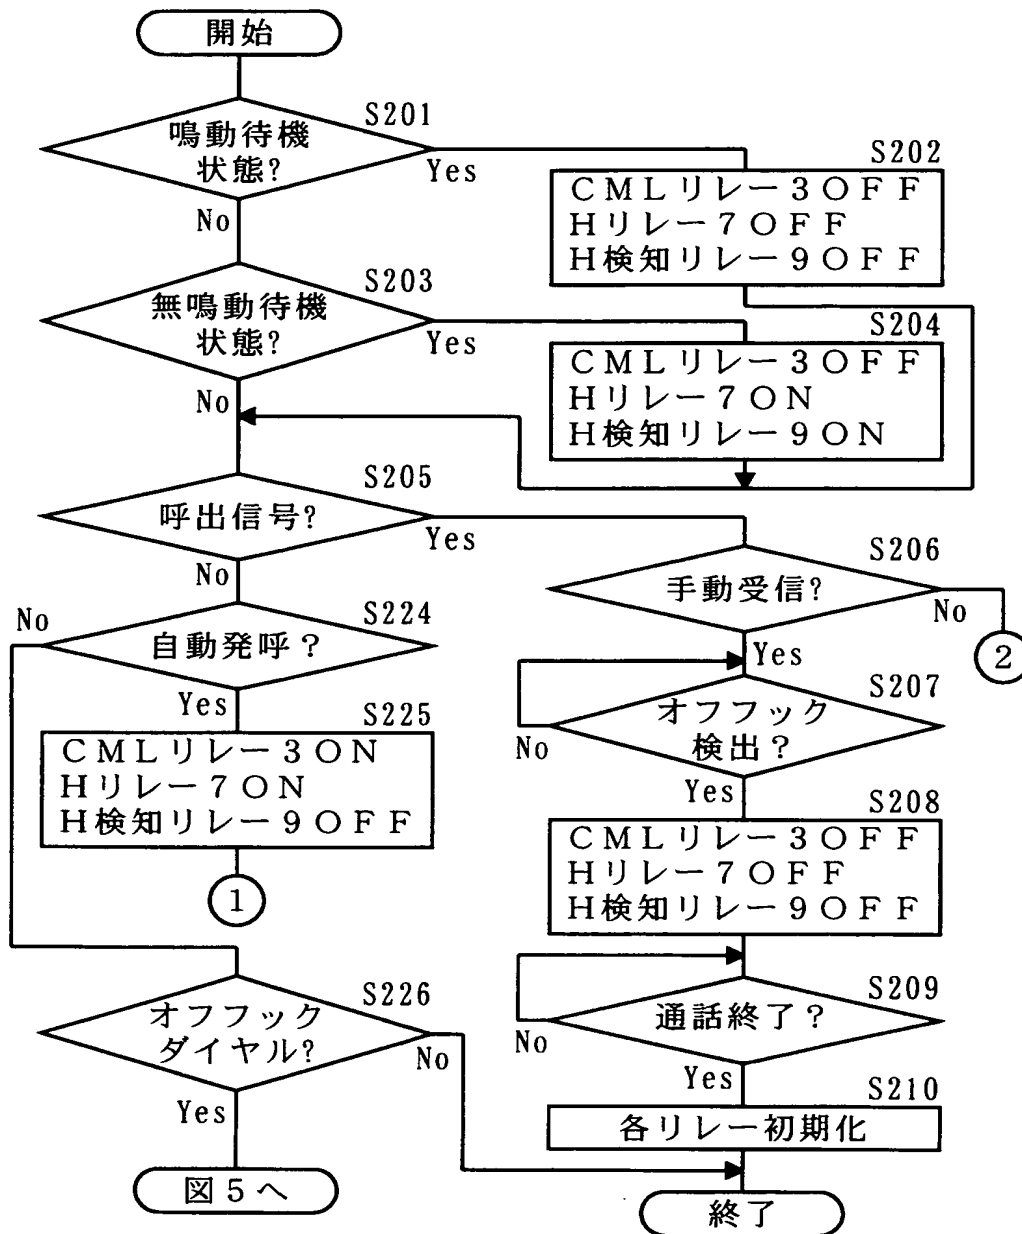 開始
S201
鳴動待機
状態?
Yes
No
S202
CMLリレー3OFF
Hリレー7OFF
H検知リレー9OFF
S203
無鳴動待機
状態?
Yes
No
S204
CMLリレー3OFF
Hリレー7ON
H検知リレー9ON
S205
呼出信号?
Yes
No
S206
手動受信?
No
Yes
②
S224
自動発呼?
No
Yes
S207
オフフック
検出?
No
Yes
S225
CMLリレー3ON
Hリレー7ON
H検知リレー9OFF
①
S208
CMLリレー3OFF
Hリレー7OFF
H検知リレー9OFF
S226
オフフック
ダイヤル?
No
Yes
S209
通話終了?
No
Yes
S210
各リレー初期化
図5へ
終了